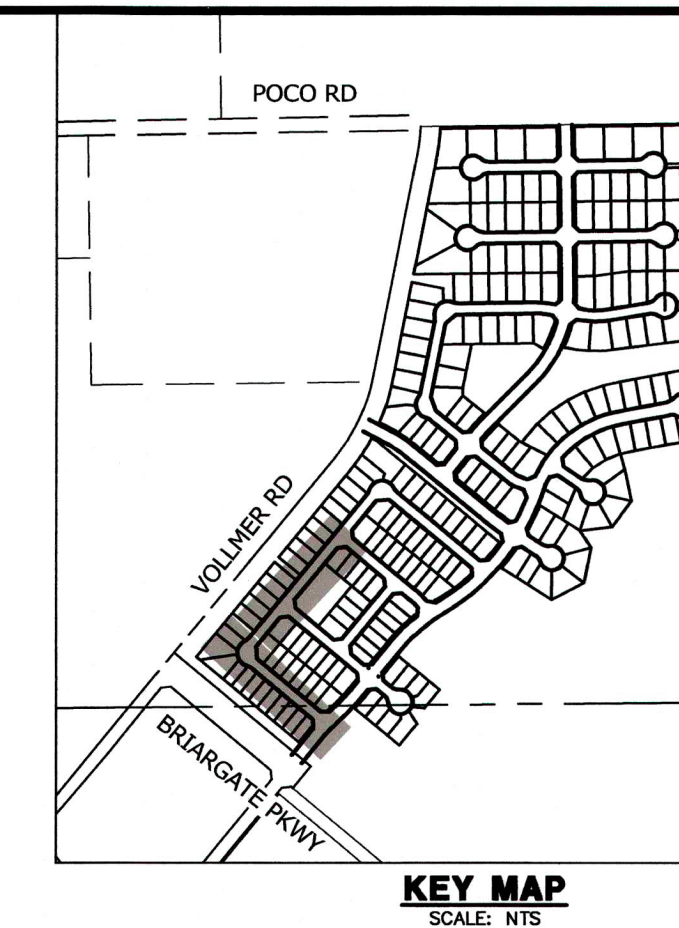 POCO RD
VOLLMER RD
BRIARGATE PKWY
KEY MAP
SCALE: NTS